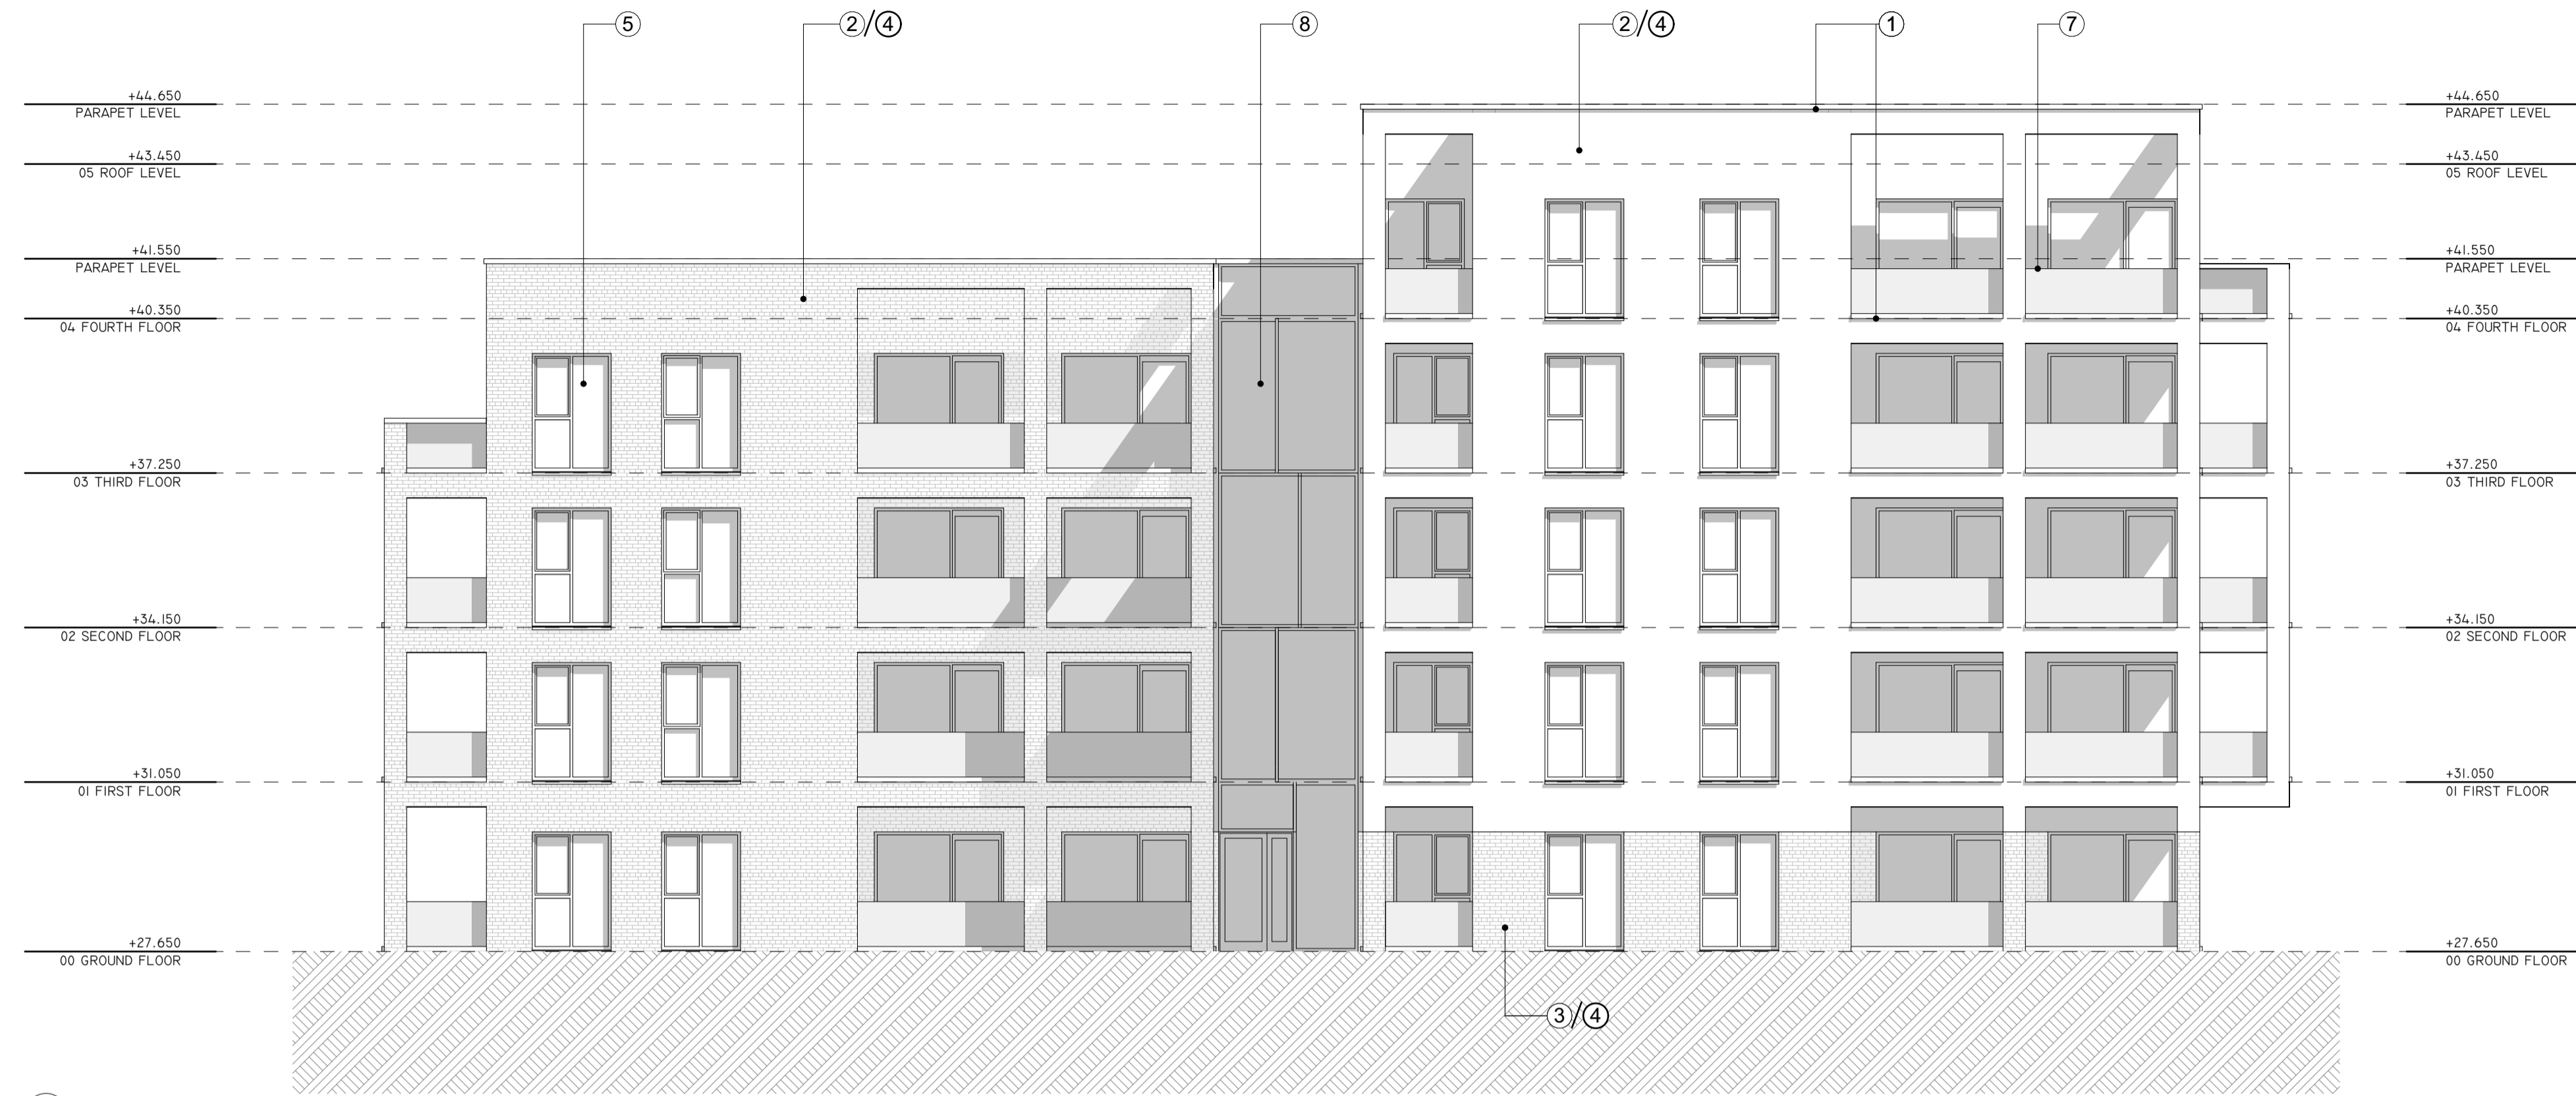 5
2/4
8
2/4
1
7
+44.650
PARAPET LEVEL
+43.450
05 ROOF LEVEL
+41.550
PARAPET LEVEL
+40.350
04 FOURTH FLOOR
+37.250
03 THIRD FLOOR
+34.150
02 SECOND FLOOR
+31.050
01 FIRST FLOOR
+27.650
00 GROUND FLOOR
+44.650
PARAPET LEVEL
+43.450
05 ROOF LEVEL
+41.550
PARAPET LEVEL
+40.350
04 FOURTH FLOOR
+37.250
03 THIRD FLOOR
+34.150
02 SECOND FLOOR
+31.050
01 FIRST FLOOR
+27.650
00 GROUND FLOOR
3/4